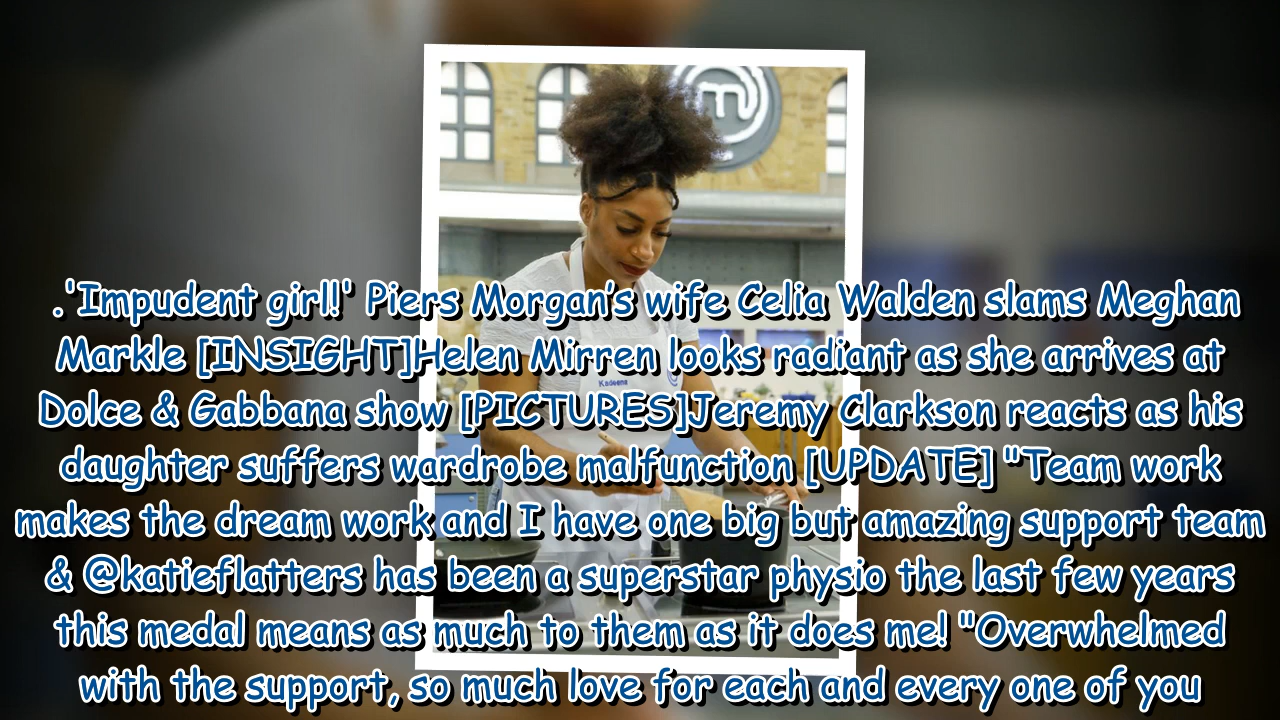 m
.'Impudent girl!' Piers Morgan's wife Celia Walden slams Meghan
Markle [INSIGHT]Helen Mirren looks radiant as she arrives at
Dolce & Gabbana show [PICTURES]Jeremy Clarkson reacts as his
Kadeena
daughter suffers wardrobe malfunction [UPDATE] "Team work
makes the dream work and I have one big but amazing support team
& @katieflatters has been a superstar physio the last few years
this medal means as much to them as it does me! "Overwhelmed
with the support, so much love for each and every one of you